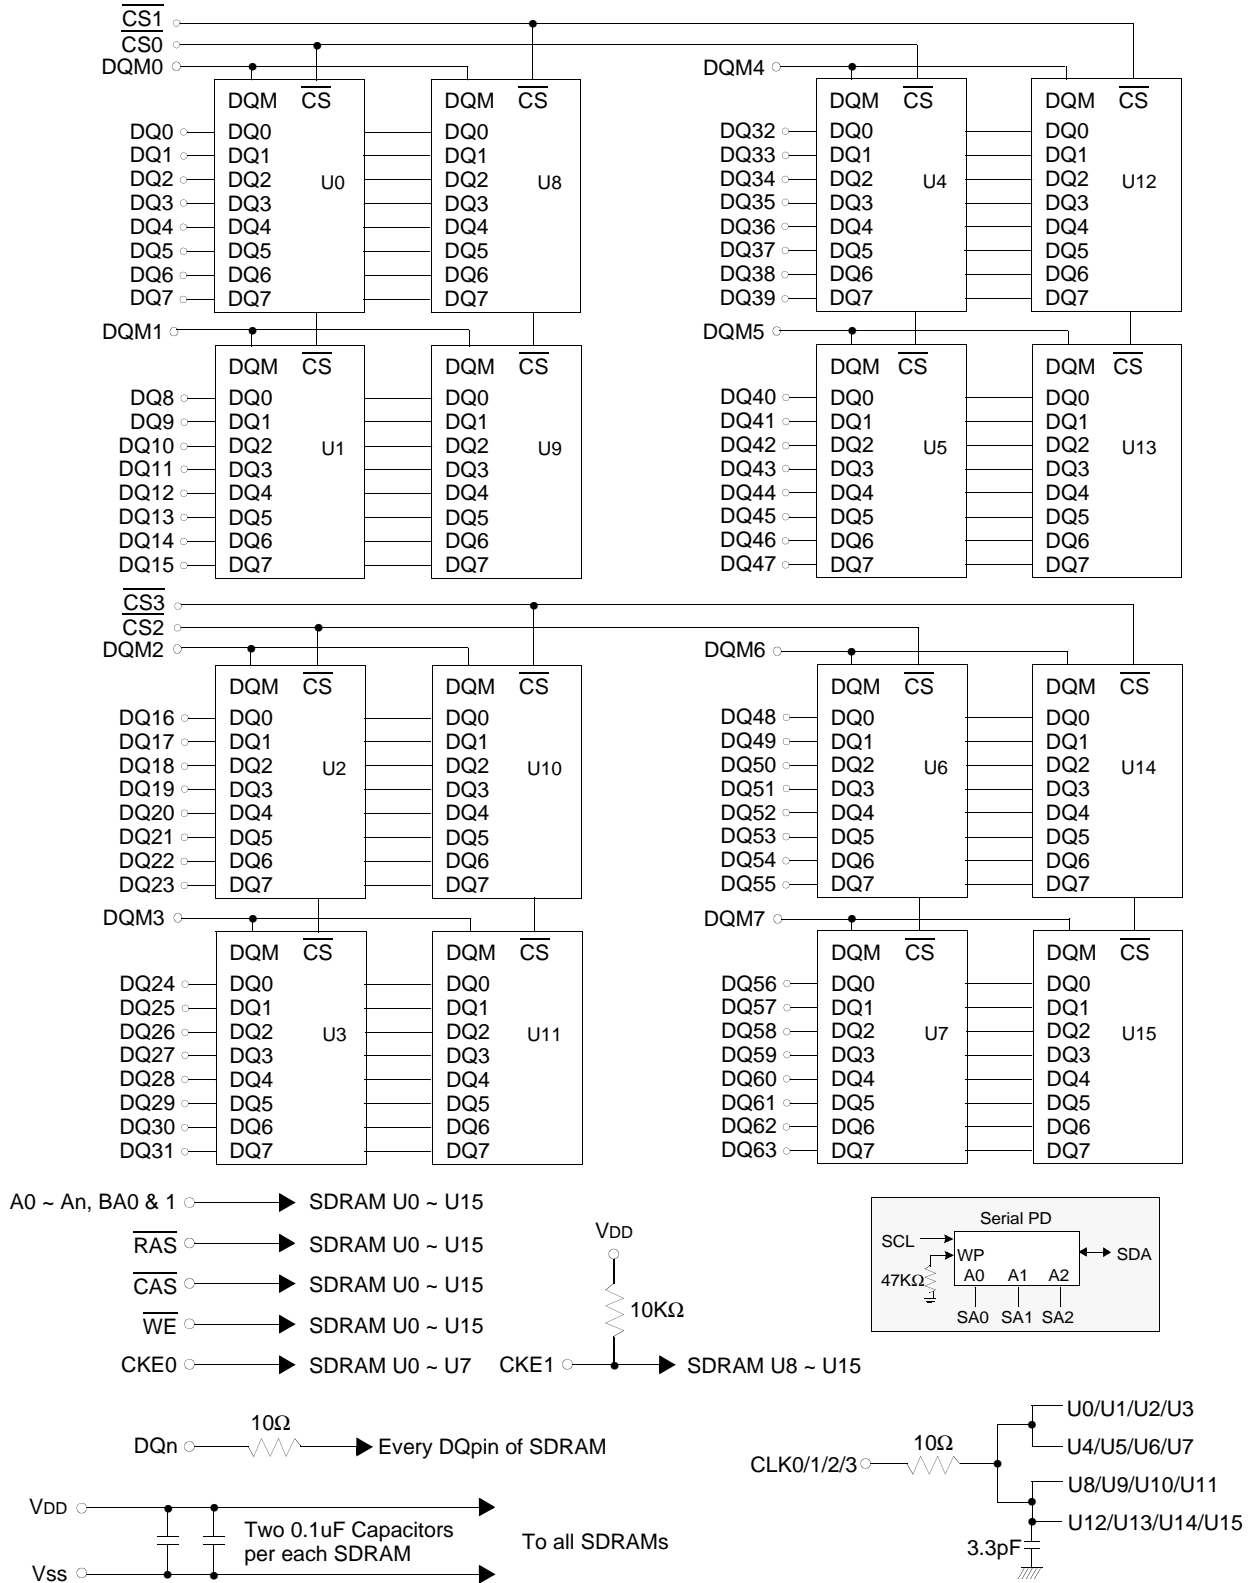 CS1
CS0
DQM0
DQM CS
DQ0 DQ0
DQ1 DQ1
DQ2 DQ2 U0
DQ3 DQ3
DQ4 DQ4
DQ5 DQ5
DQ6 DQ6
DQ7 DQ7
DQM CS
DQ0
DQ1
DQ2 U8
DQ3
DQ4
DQ5
DQ6
DQ7
DQM4
DQM CS
DQ32 DQ0
DQ33 DQ1
DQ34 DQ2 U4
DQ35 DQ3
DQ36 DQ4
DQ37 DQ5
DQ38 DQ6
DQ39 DQ7
DQM CS
DQ0
DQ1
DQ2 U12
DQ3
DQ4
DQ5
DQ6
DQ7
DQM1
DQM CS
DQ8 DQ0
DQ9 DQ1
DQ10 DQ2 U1
DQ11 DQ3
DQ12 DQ4
DQ13 DQ5
DQ14 DQ6
DQ15 DQ7
DQM CS
DQ0
DQ1
DQ2 U9
DQ3
DQ4
DQ5
DQ6
DQ7
DQM5
DQM CS
DQ40 DQ0
DQ41 DQ1
DQ42 DQ2 U5
DQ43 DQ3
DQ44 DQ4
DQ45 DQ5
DQ46 DQ6
DQ47 DQ7
DQM CS
DQ0
DQ1
DQ2 U13
DQ3
DQ4
DQ5
DQ6
DQ7
CS3
CS2
DQM2
DQM CS
DQ16 DQ0
DQ17 DQ1
DQ18 DQ2 U2
DQ19 DQ3
DQ20 DQ4
DQ21 DQ5
DQ22 DQ6
DQ23 DQ7
DQM CS
DQ0
DQ1
DQ2 U10
DQ3
DQ4
DQ5
DQ6
DQ7
DQM6
DQM CS
DQ48 DQ0
DQ49 DQ1
DQ50 DQ2 U6
DQ51 DQ3
DQ52 DQ4
DQ53 DQ5
DQ54 DQ6
DQ55 DQ7
DQM CS
DQ0
DQ1
DQ2 U14
DQ3
DQ4
DQ5
DQ6
DQ7
DQM3
DQM CS
DQ24 DQ0
DQ25 DQ1
DQ26 DQ2 U3
DQ27 DQ3
DQ28 DQ4
DQ29 DQ5
DQ30 DQ6
DQ31 DQ7
DQM CS
DQ0
DQ1
DQ2 U11
DQ3
DQ4
DQ5
DQ6
DQ7
DQM7
DQM CS
DQ56 DQ0
DQ57 DQ1
DQ58 DQ2 U7
DQ59 DQ3
DQ60 DQ4
DQ61 DQ5
DQ62 DQ6
DQ63 DQ7
DQM CS
DQ0
DQ1
DQ2 U15
DQ3
DQ4
DQ5
DQ6
DQ7
A0 ~ An, BA0 & 1 SDRAM U0 ~ U15
RAS SDRAM U0 ~ U15
CAS SDRAM U0 ~ U15
WE SDRAM U0 ~ U15
CKE0 SDRAM U0 ~ U7
VDD
10KΩ
CKE1 SDRAM U8 ~ U15
Serial PD
SCL
WP SDA
47KΩ A0 A1 A2
SA0 SA1 SA2
10Ω
DQn Every DQpin of SDRAM
VDD
Two 0.1uF Capacitors
per each SDRAM
To all SDRAMs
Vss
U0/U1/U2/U3
10Ω U4/U5/U6/U7
CLK0/1/2/3
U8/U9/U10/U11
U12/U13/U14/U15
3.3pF